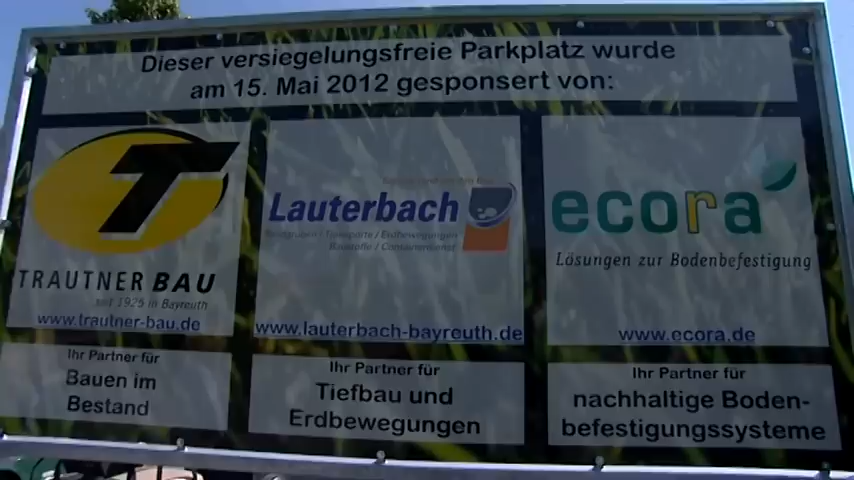 Dieser versiegelungsfreie Parkplatz wurde
am 15. Mai 2012 gesponsert von:
T
TRAUTNER BAU
seit 1925 in Bayreuth
www.trautner-bau.de
Ihr Partner für
Bauen im
Bestand
Lauterbach
/ Transporte / Erdbewegungen
Baustoffe / Containerdienst
www.lauterbach-bayreuth.de
Ihr Partner für
Tiefbau und
Erdbewegungen
ecora
Lösungen zur Bodenbefestigung
www.ecora.de
Ihr Partner für
nachhaltige Boden-
befestigungssysteme